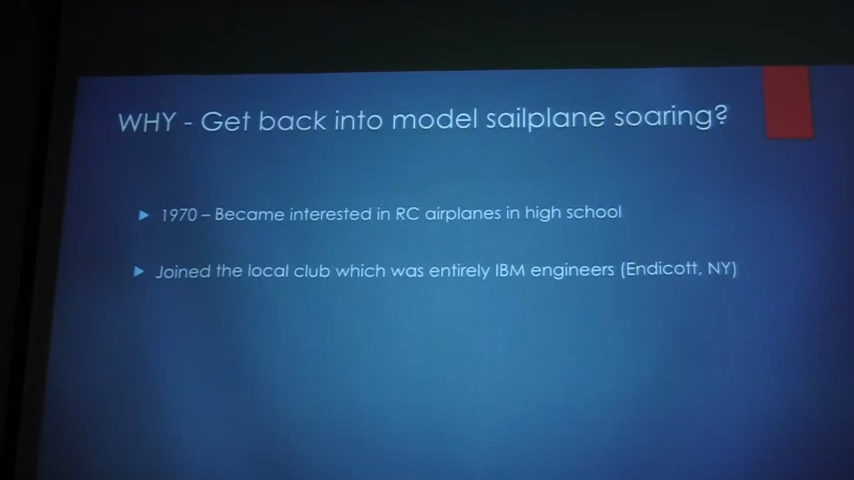 WHY - Get back into model sailplane soaring?
1970 – Became interested in RC airplanes in high school
Joined the local club which was entirely IBM engineers (Endicott, NY)